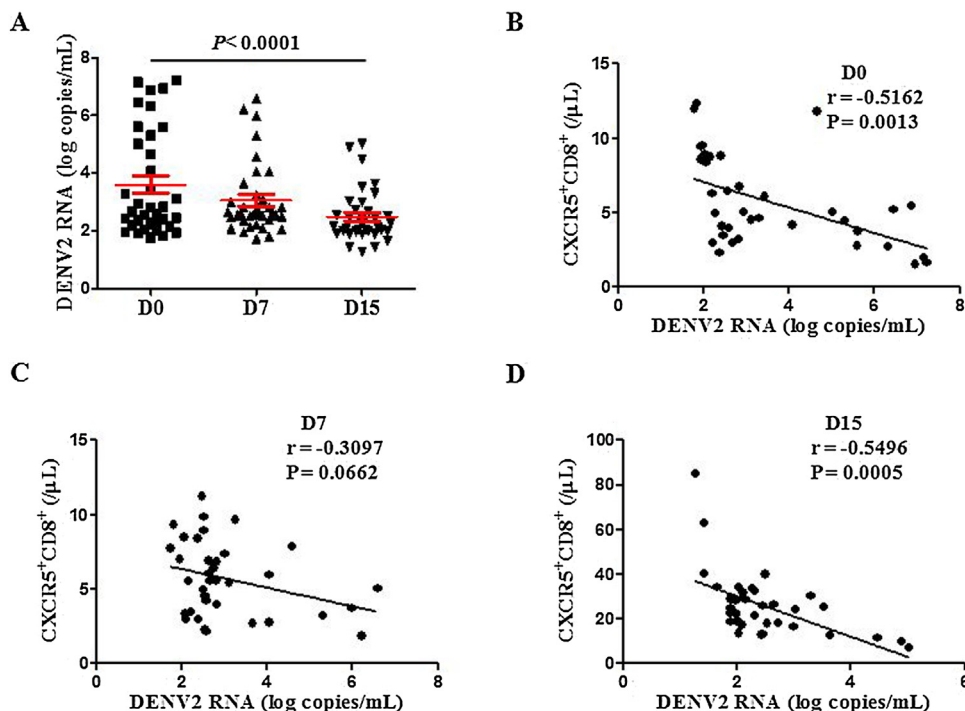 A
P<0.0001
DENV2 RNA (log copies/mL)
8
6
4
2
0
D0 D7 D15
B
D0
r = -0.5162
P = 0.0013
CXCR5+CD8+ (/μL)
15
10
5
0
0 2 4 6 8
DENV2 RNA (log copies/mL)
C
D7
r = -0.3097
P = 0.0662
CXCR5+CD8+ (/μL)
15
10
5
0
0 2 4 6 8
DENV2 RNA (log copies/mL)
D
D15
r = -0.5496
P = 0.0005
CXCR5+CD8+ (/μL)
100
80
60
40
20
0
0 2 4 6
DENV2 RNA (log copies/mL)